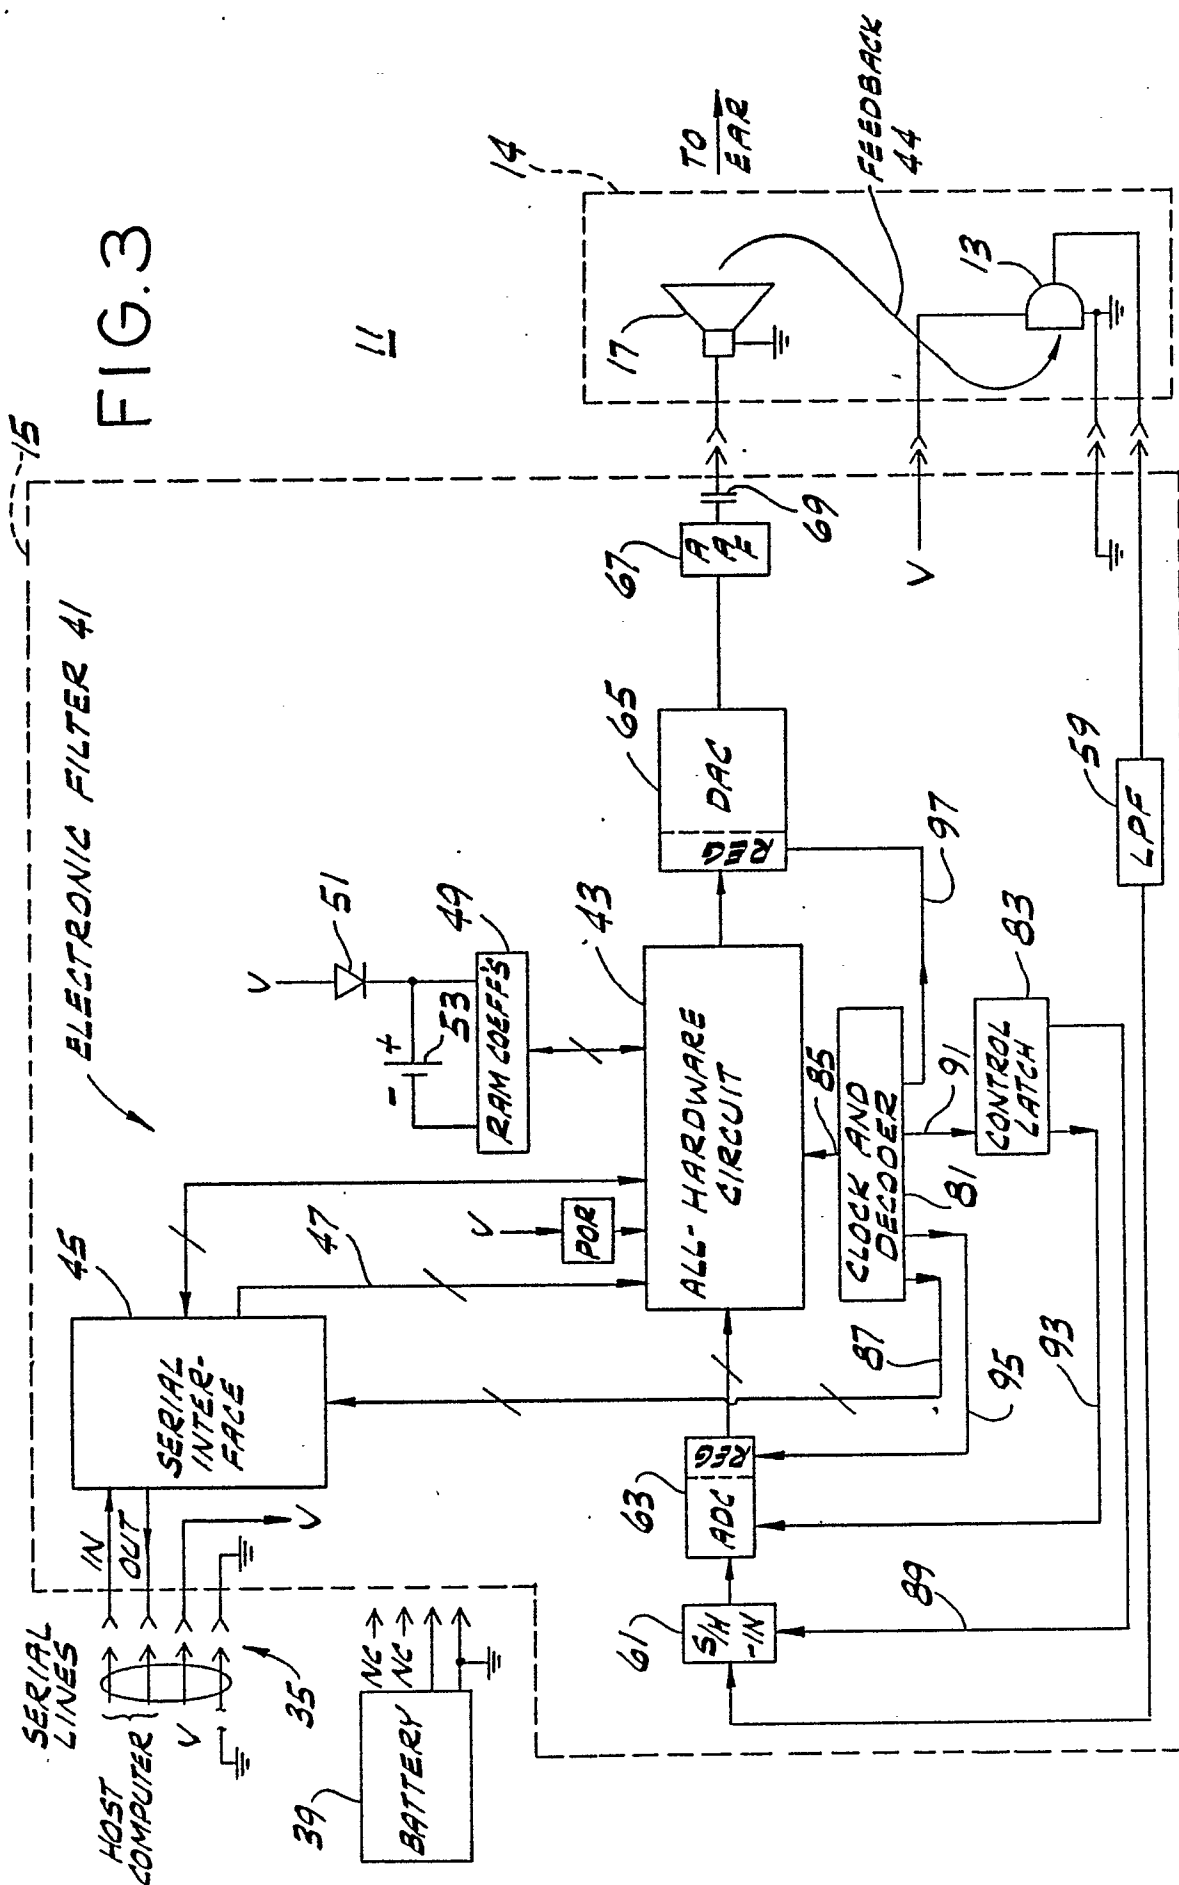 FIG.3
11
15
ELECTRONIC FILTER 41
SERIAL
LINES
HOST
COMPUTER
IN
OUT
V
V
35
39
BATTERY
NC
NC
45
SERIAL
INTER-
FACE
47
V
POR
V
51
+
-
53
49
RAM COEFF'S
43
ALL-HARDWARE
CIRCUIT
61
S/H
-IN
63
ADC
REG
65
REG
DAC
67
A
AF
69
14
17
TO
EAR
FEEDBACK
44
13
V
85
CLOCK AND
DECODER
81
87
95
91
97
83
CONTROL
LATCH
93
89
59
LPF